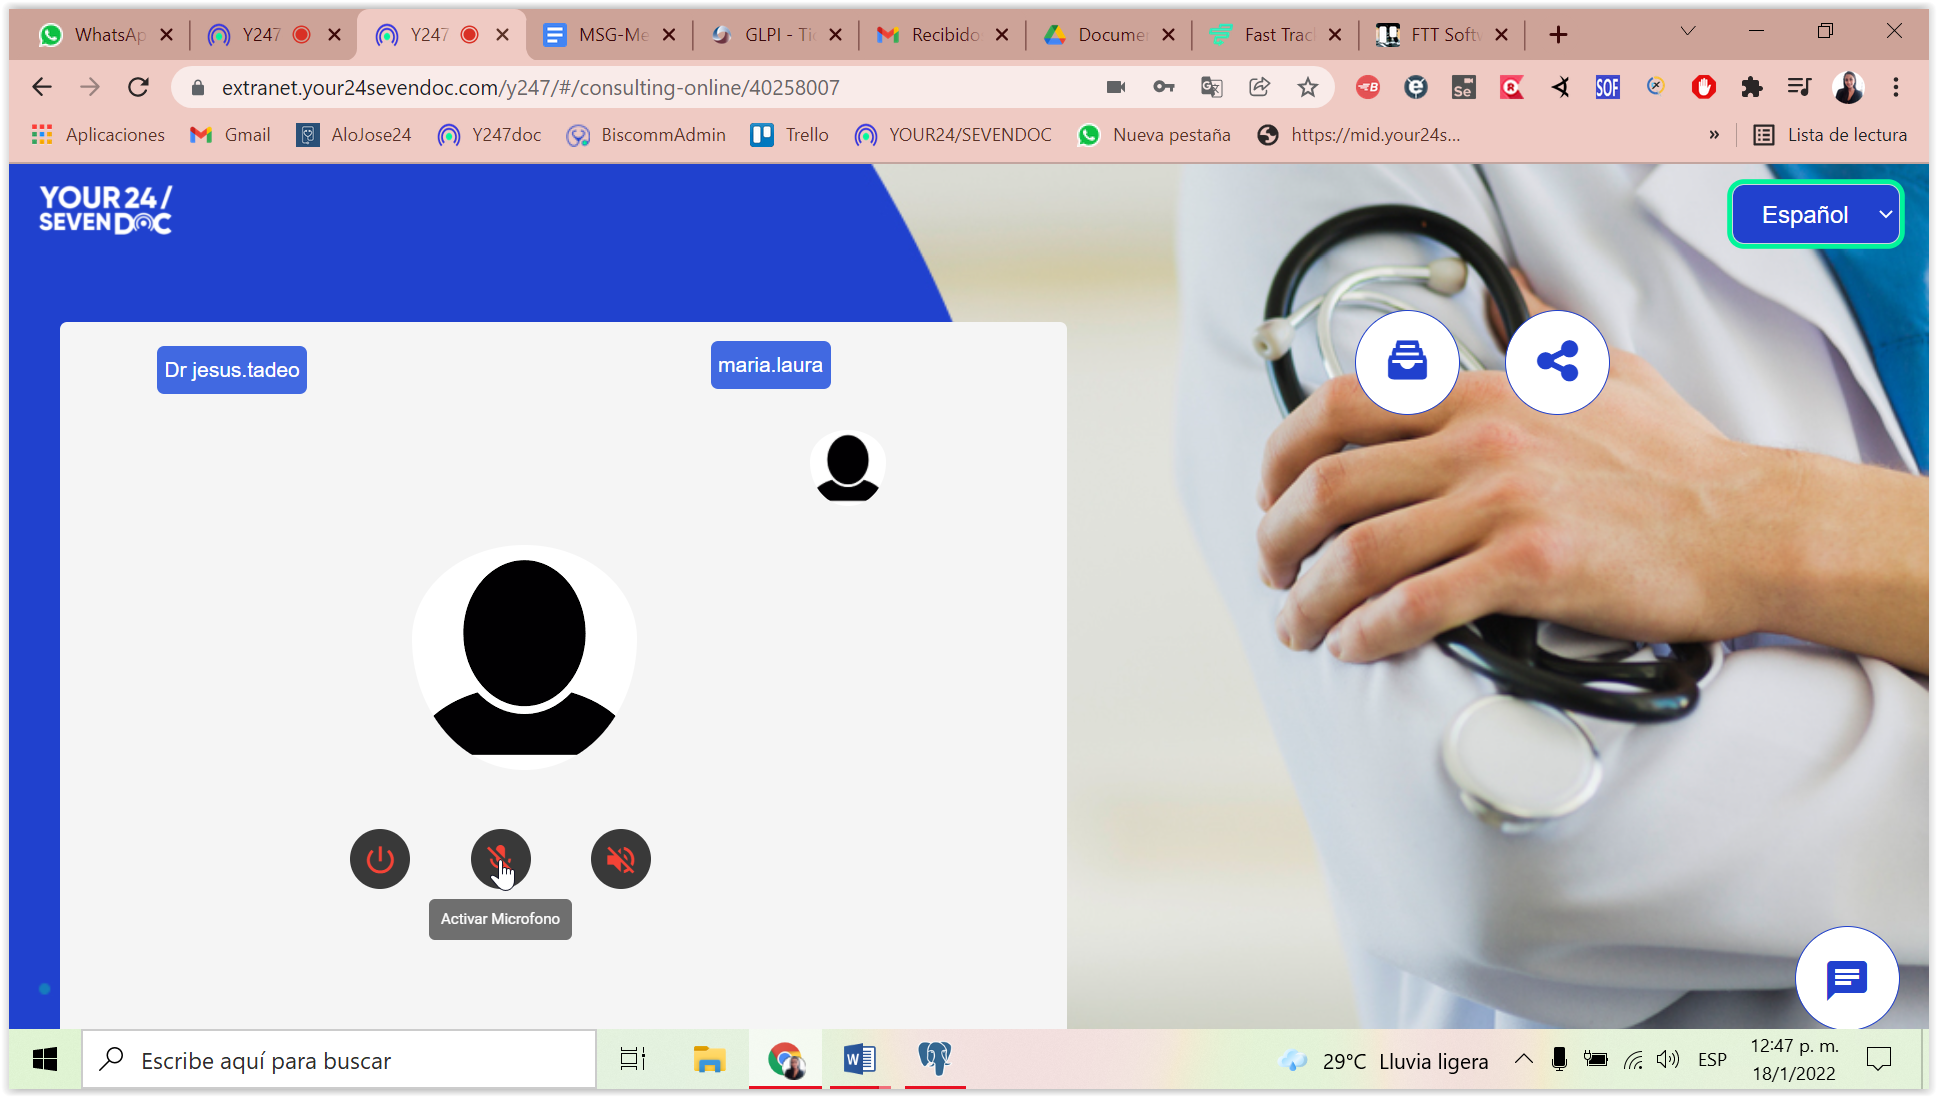 WhatsAp
Y247
Y247
MSG-Me
GLPI - Ti
Recibido
Docume
Fast Trac
FTT Soft
extranet.your24sevendoc.com/y247/#/consulting-online/40258007
Se
SOF
Aplicaciones
Gmail
AloJose24
Y247doc
BiscommAdmin
Trello
YOUR24/SEVENDOC
Nueva pestaña
https://mid.your24s...
»
Lista de lectura
YOUR 24 /
SEVENDOC
Español
Dr jesus.tadeo
maria.laura
Activar Microfono
Escribe aquí para buscar
29°C Lluvia ligera
ESP
12:47 p. m.
18/1/2022